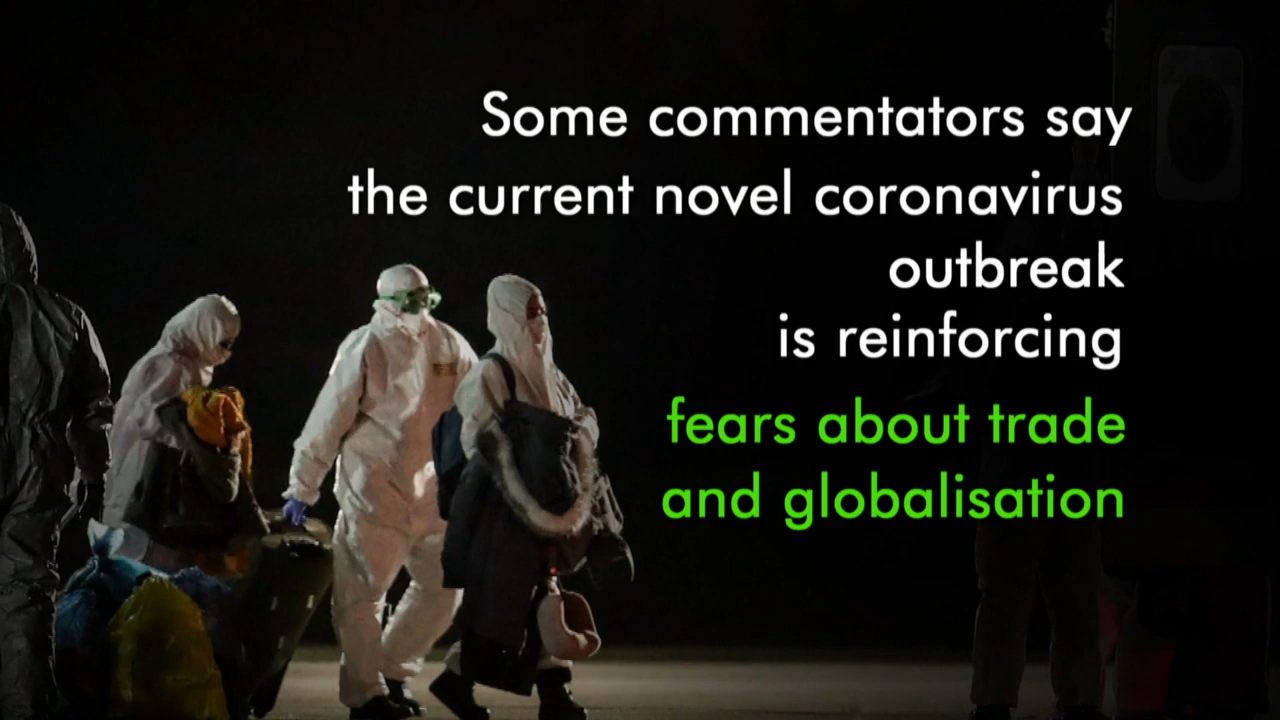 Some commentators say
the current novel coronavirus
outbreak
is reinforcing
fears about trade
and globalisation